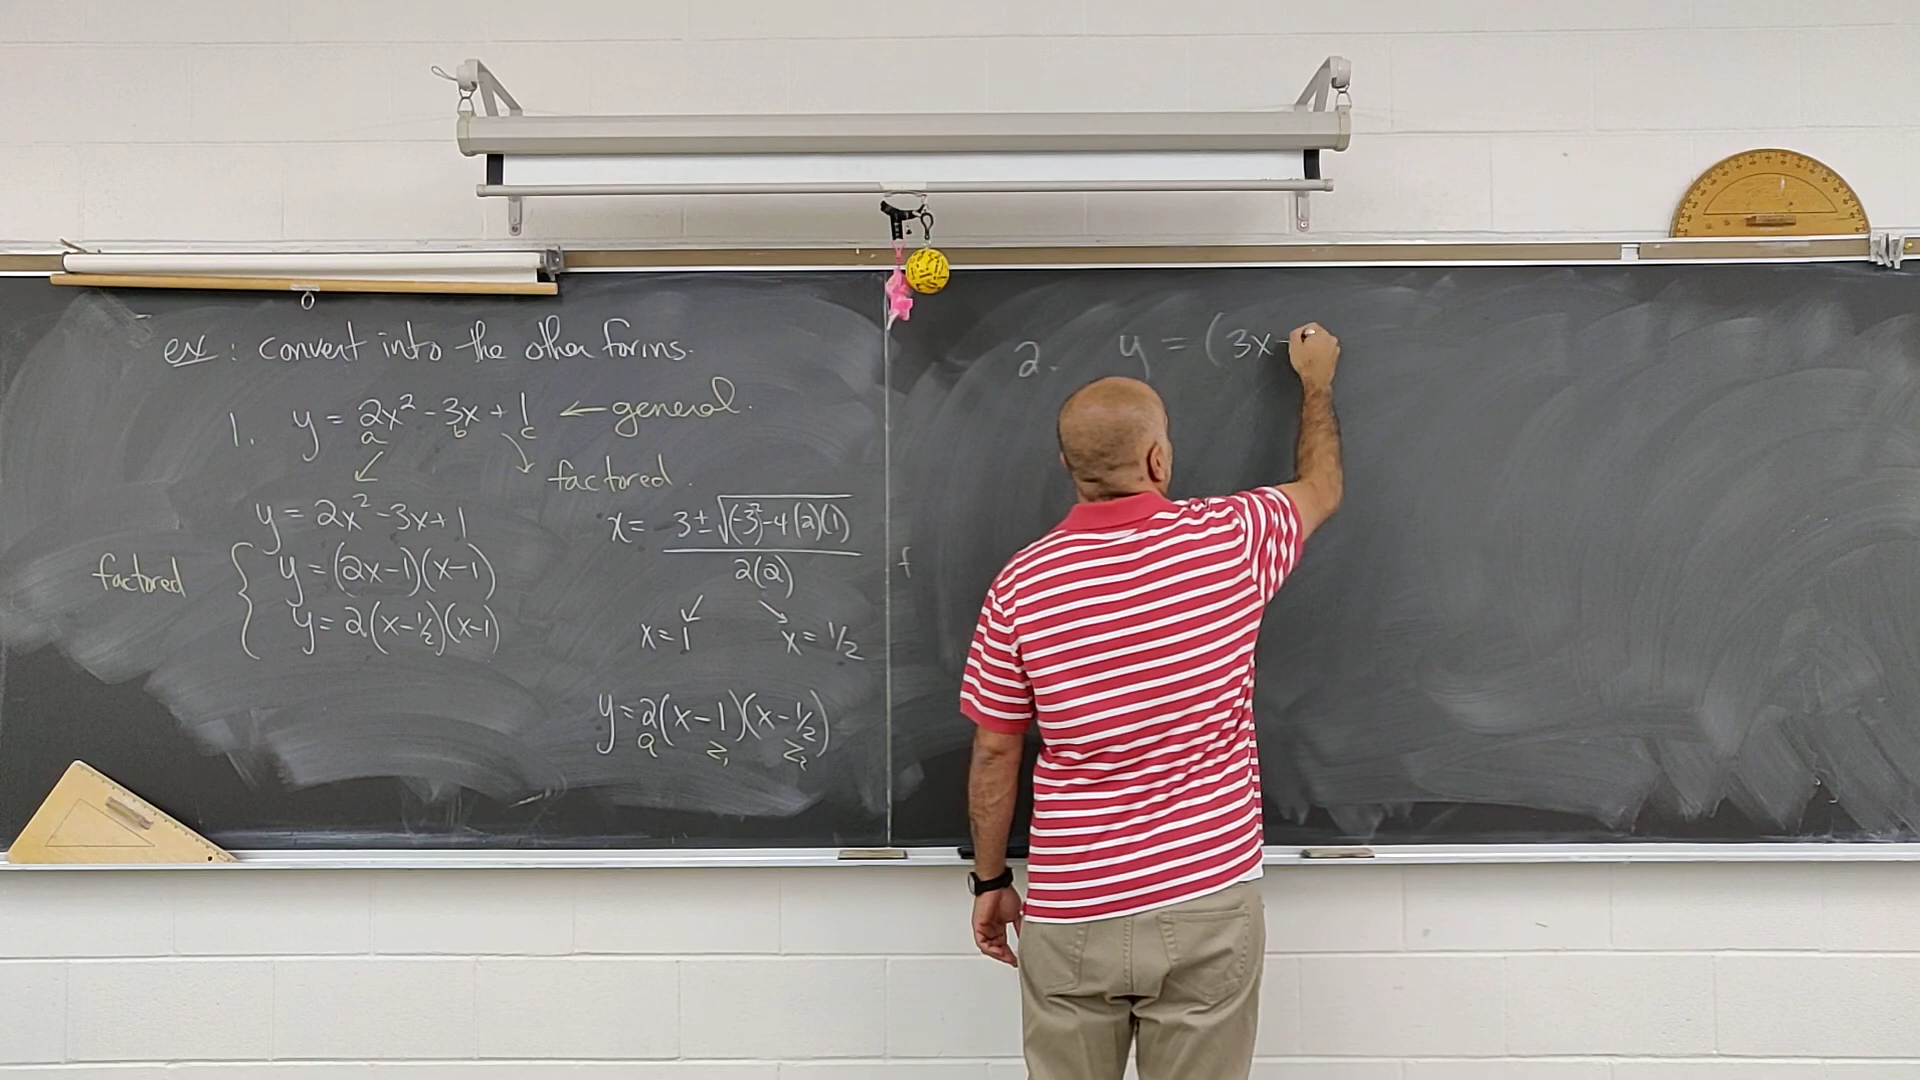 ex : convert into the other forms.
1. y = 2x² - 3x + 1 ← general.
a b c
factored.
y = 2x² - 3x + 1
factored { y = (2x - 1)(x - 1)
y = 2(x - 1/2)(x - 1)
x = 3 ± √(-3)² - 4(2)(1)
2(2)
x = 1 x = 1/2
y = 2(x - 1)(x - 1/2)
a z₁ z₂
f
2. y = (3x -